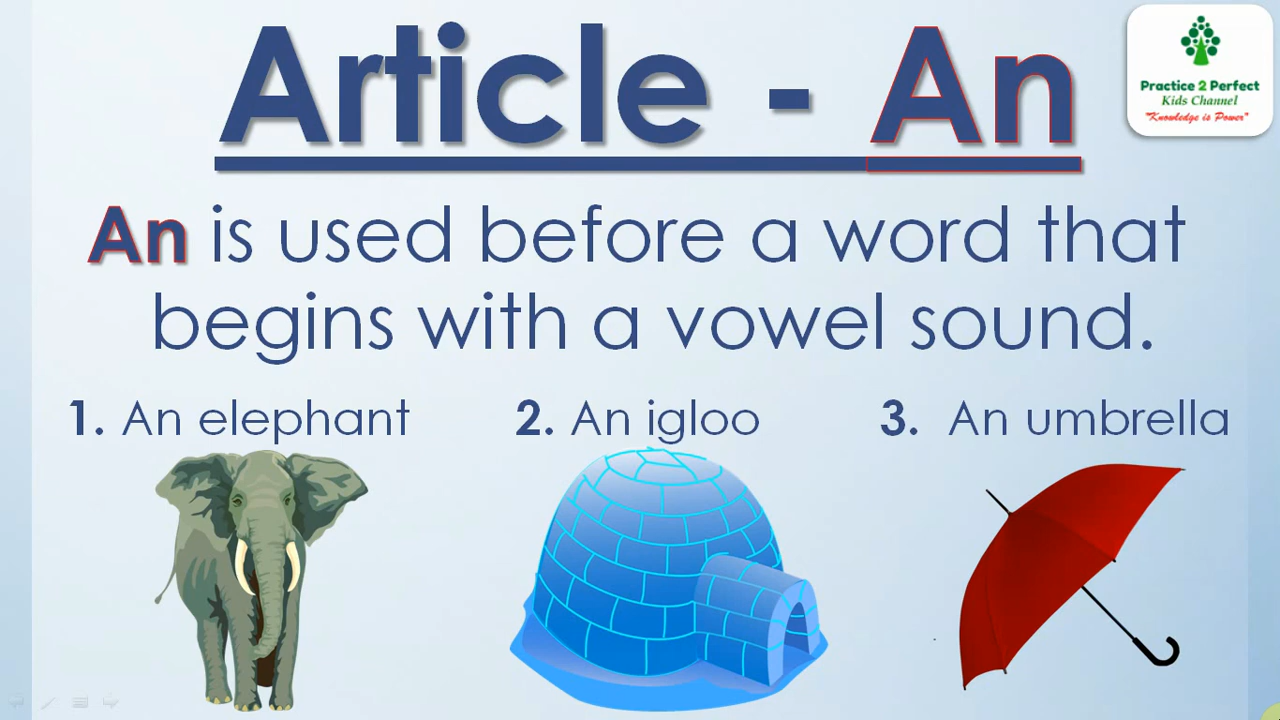 Article - An
Practice 2 Perfect
Kids Channel
"Knowledge is Power"
An is used before a word that
begins with a vowel sound.
1. An elephant
2. An igloo
3. An umbrella